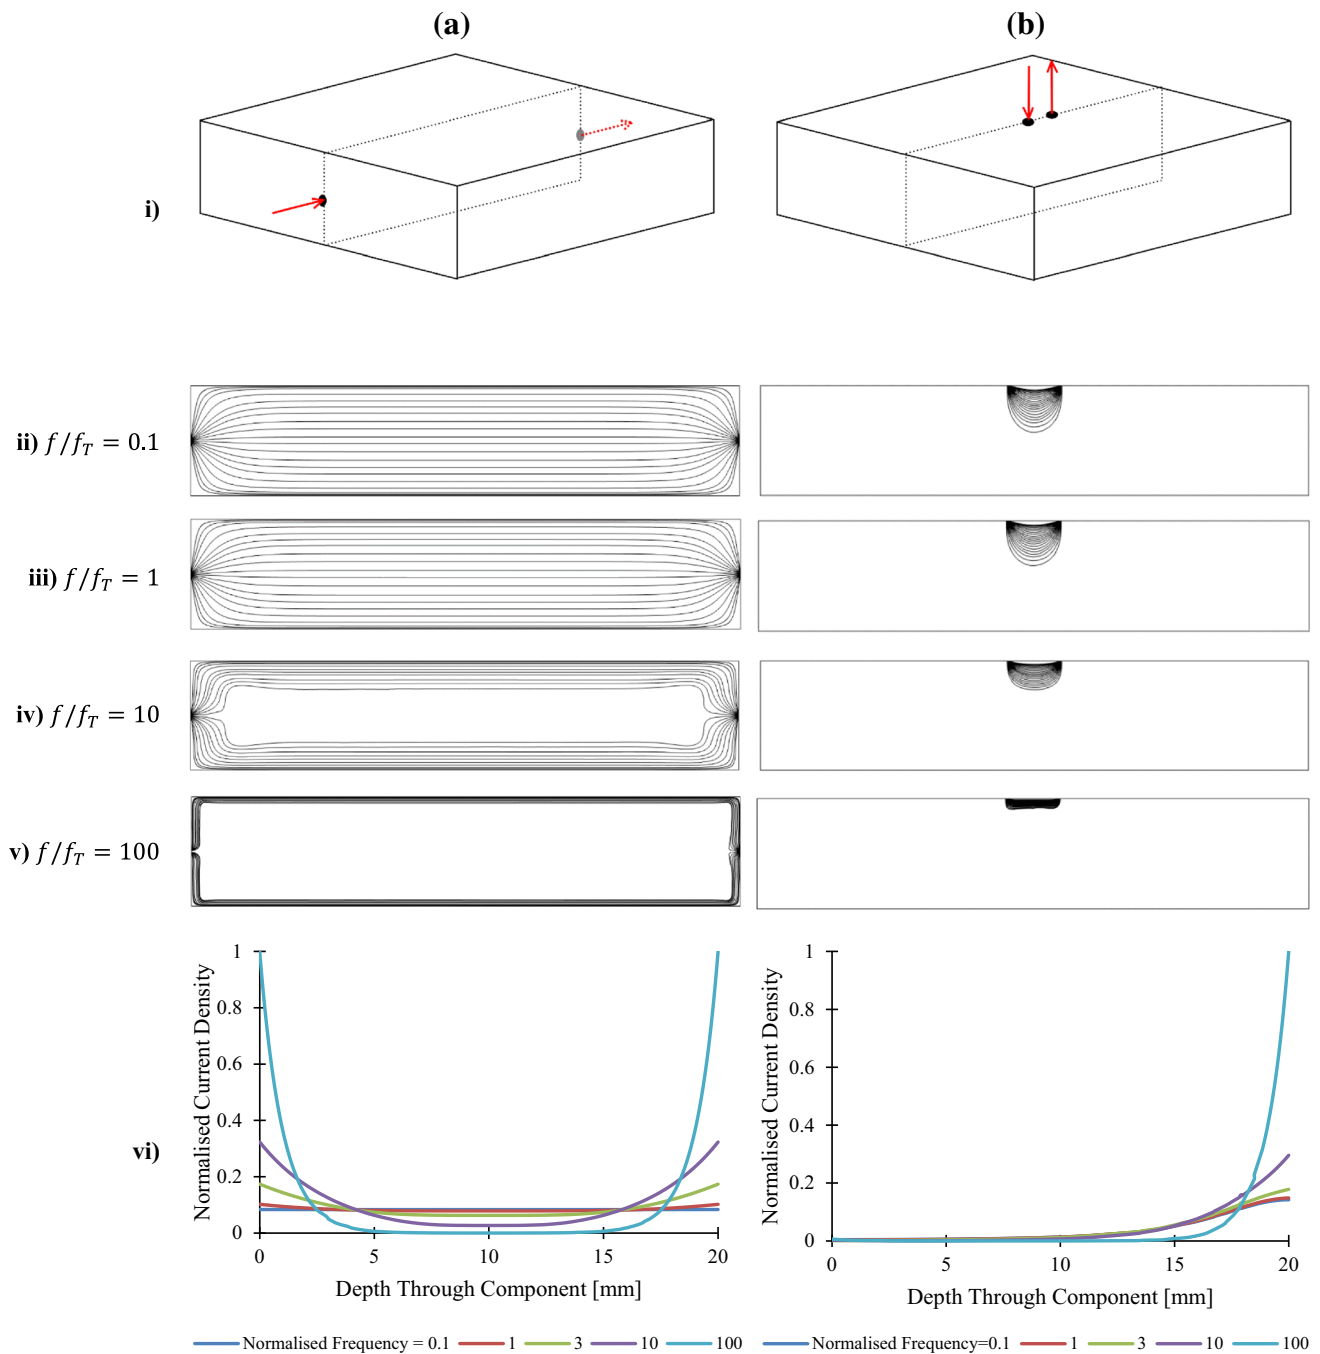 (a) (b)
i)
ii) f/f_T = 0.1
iii) f/f_T = 1
iv) f/f_T = 10
v) f/f_T = 100
vi)
Normalised Current Density
1
0.8
0.6
0.4
0.2
0
0 5 10 15 20
Depth Through Component [mm]
Normalised Frequency = 0.1 1 3 10 100
Normalised Current Density
1
0.8
0.6
0.4
0.2
0
0 5 10 15 20
Depth Through Component [mm]
Normalised Frequency=0.1 1 3 10 100